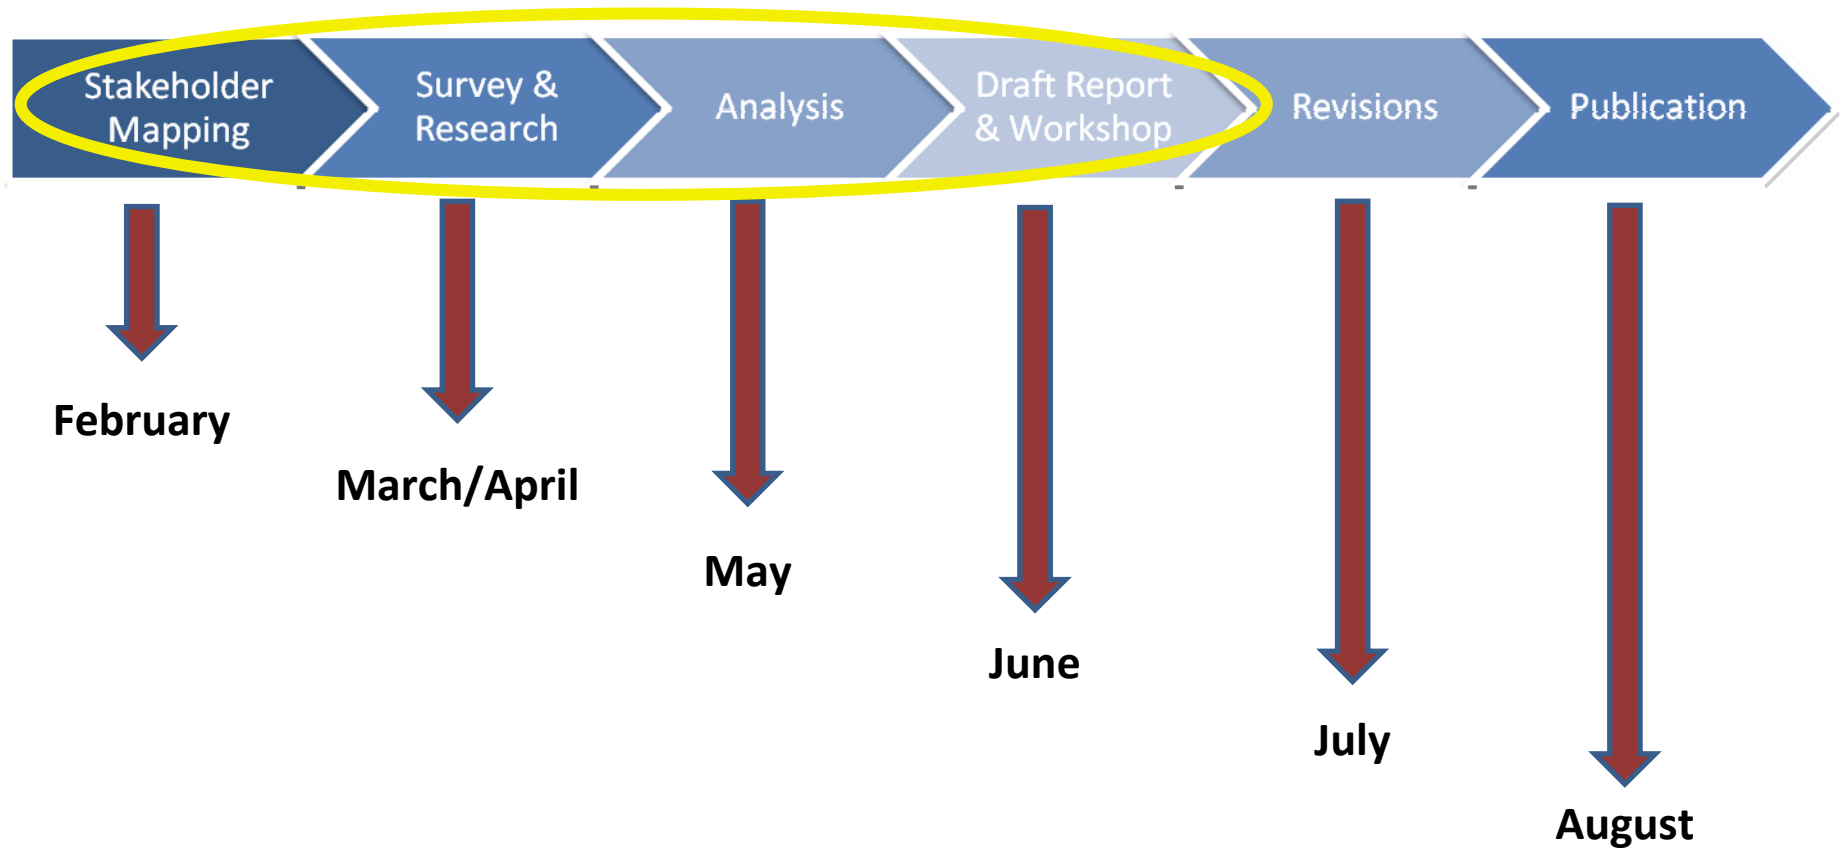 Stakeholder
Mapping
Survey &
Research
Analysis
Draft Report
& Workshop
Revisions
Publication
February
March/April
May
June
July
August